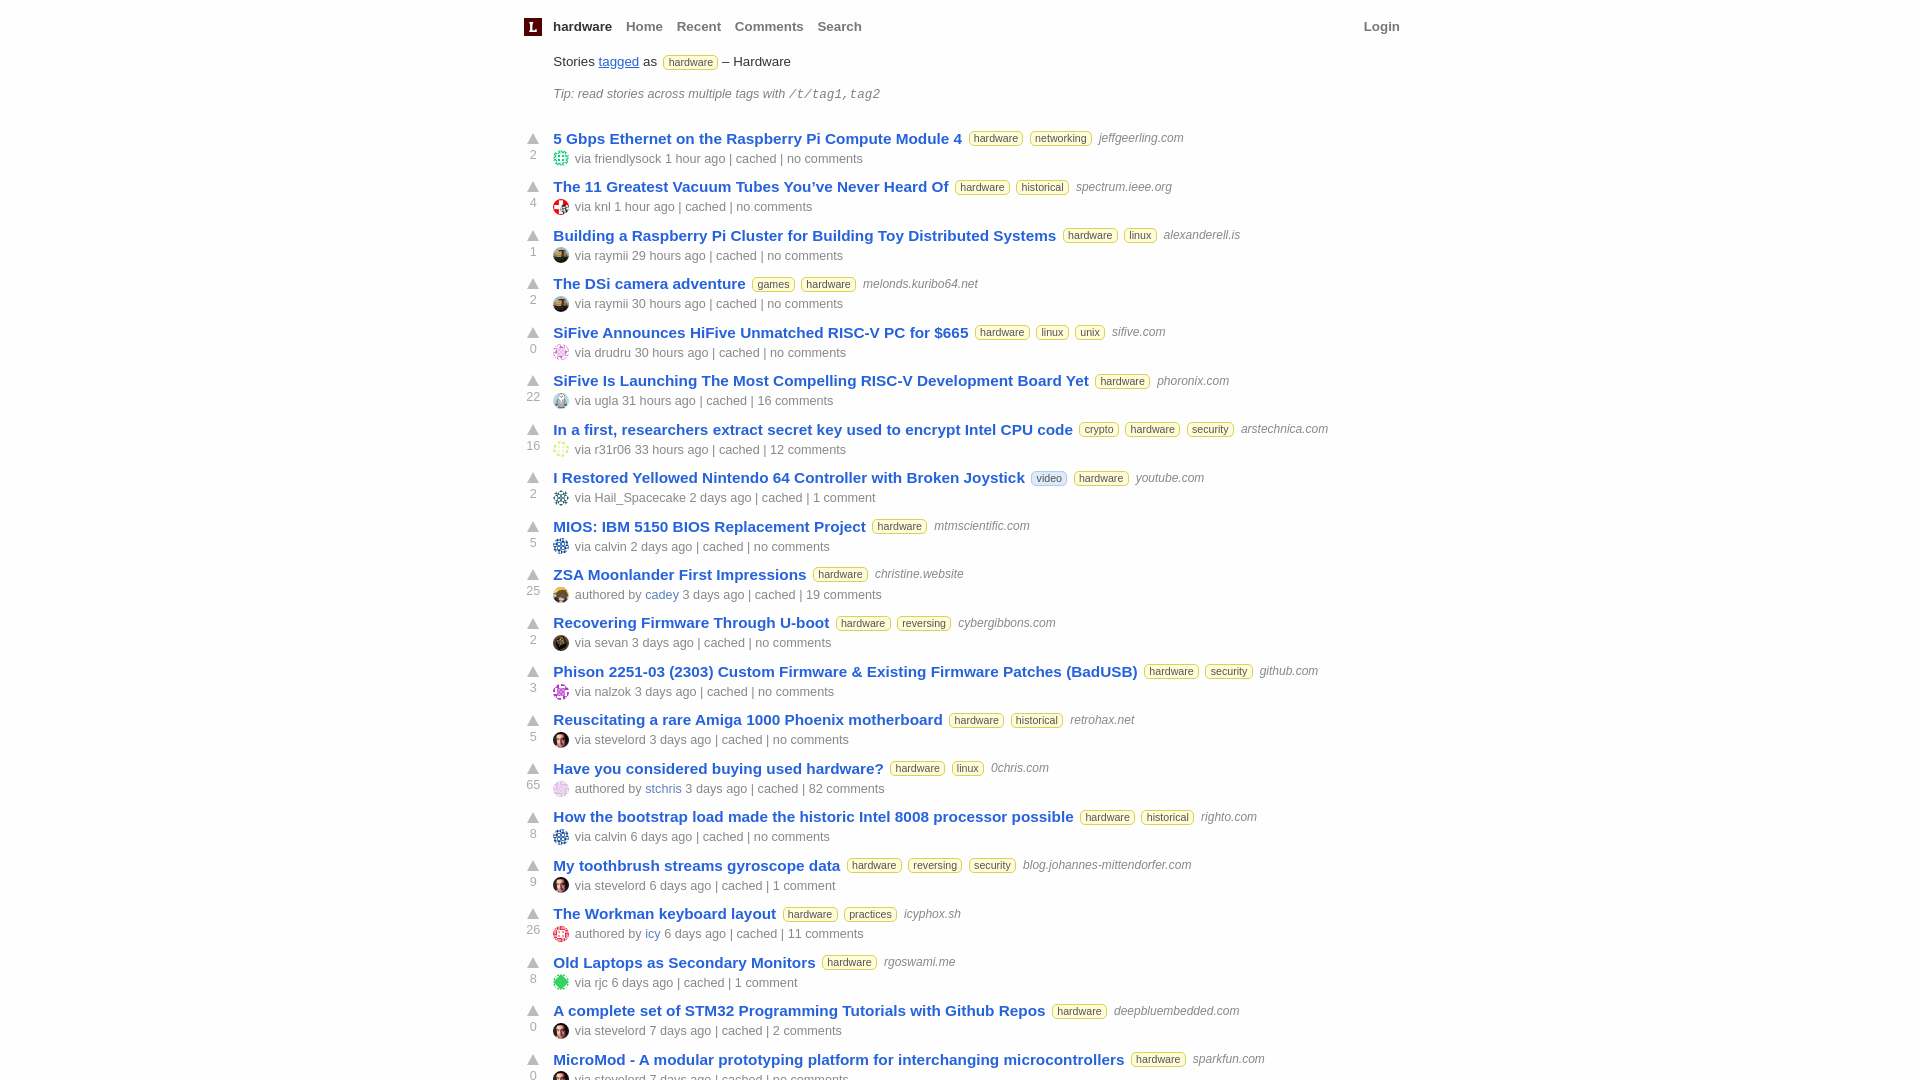 L hardware Home Recent Comments Search Login
Stories tagged as hardware – Hardware
Tip: read stories across multiple tags with /t/tag1,tag2
5 Gbps Ethernet on the Raspberry Pi Compute Module 4 hardware networking jeffgeerling.com
2 via friendlysock 1 hour ago | cached | no comments
The 11 Greatest Vacuum Tubes You’ve Never Heard Of hardware historical spectrum.ieee.org
4 via knl 1 hour ago | cached | no comments
Building a Raspberry Pi Cluster for Building Toy Distributed Systems hardware linux alexanderell.is
1 via raymii 29 hours ago | cached | no comments
The DSi camera adventure games hardware melonds.kuribo64.net
2 via raymii 30 hours ago | cached | no comments
SiFive Announces HiFive Unmatched RISC-V PC for $665 hardware linux unix sifive.com
0 via drudru 30 hours ago | cached | no comments
SiFive Is Launching The Most Compelling RISC-V Development Board Yet hardware phoronix.com
22 via ugla 31 hours ago | cached | 16 comments
In a first, researchers extract secret key used to encrypt Intel CPU code crypto hardware security arstechnica.com
16 via r31r06 33 hours ago | cached | 12 comments
I Restored Yellowed Nintendo 64 Controller with Broken Joystick video hardware youtube.com
2 via Hail_Spacecake 2 days ago | cached | 1 comment
MIOS: IBM 5150 BIOS Replacement Project hardware mtmscientific.com
5 via calvin 2 days ago | cached | no comments
ZSA Moonlander First Impressions hardware christine.website
25 authored by cadey 3 days ago | cached | 19 comments
Recovering Firmware Through U-boot hardware reversing cybergibbons.com
2 via sevan 3 days ago | cached | no comments
Phison 2251-03 (2303) Custom Firmware & Existing Firmware Patches (BadUSB) hardware security github.com
3 via nalzok 3 days ago | cached | no comments
Reuscitating a rare Amiga 1000 Phoenix motherboard hardware historical retrohax.net
5 via stevelord 3 days ago | cached | no comments
Have you considered buying used hardware? hardware linux 0chris.com
65 authored by stchris 3 days ago | cached | 82 comments
How the bootstrap load made the historic Intel 8008 processor possible hardware historical righto.com
8 via calvin 6 days ago | cached | no comments
My toothbrush streams gyroscope data hardware reversing security blog.johannes-mittendorfer.com
9 via stevelord 6 days ago | cached | 1 comment
The Workman keyboard layout hardware practices icyphox.sh
26 authored by icy 6 days ago | cached | 11 comments
Old Laptops as Secondary Monitors hardware rgoswami.me
8 via rjc 6 days ago | cached | 1 comment
A complete set of STM32 Programming Tutorials with Github Repos hardware deepbluembedded.com
0 via stevelord 7 days ago | cached | 2 comments
MicroMod - A modular prototyping platform for interchanging microcontrollers hardware sparkfun.com
0 via stevelord 7 days ago | cached | no comments